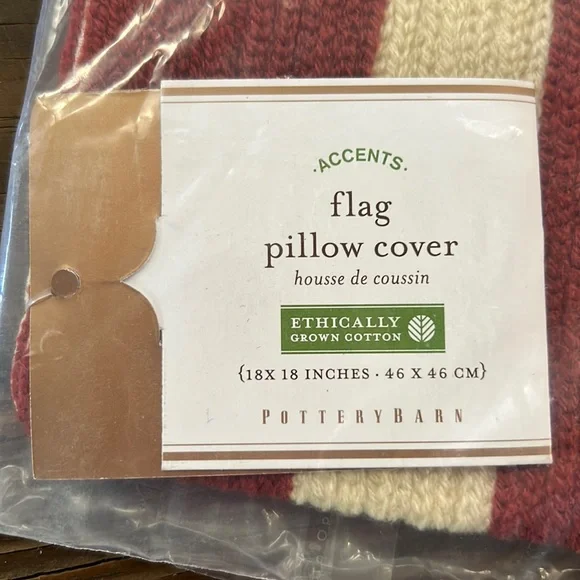 ·ACCENTS·
flag
pillow cover
housse de coussin
ETHICALLY
GROWN COTTON
{18X 18 INCHES · 46 X 46 CM}
POTTERYBARN